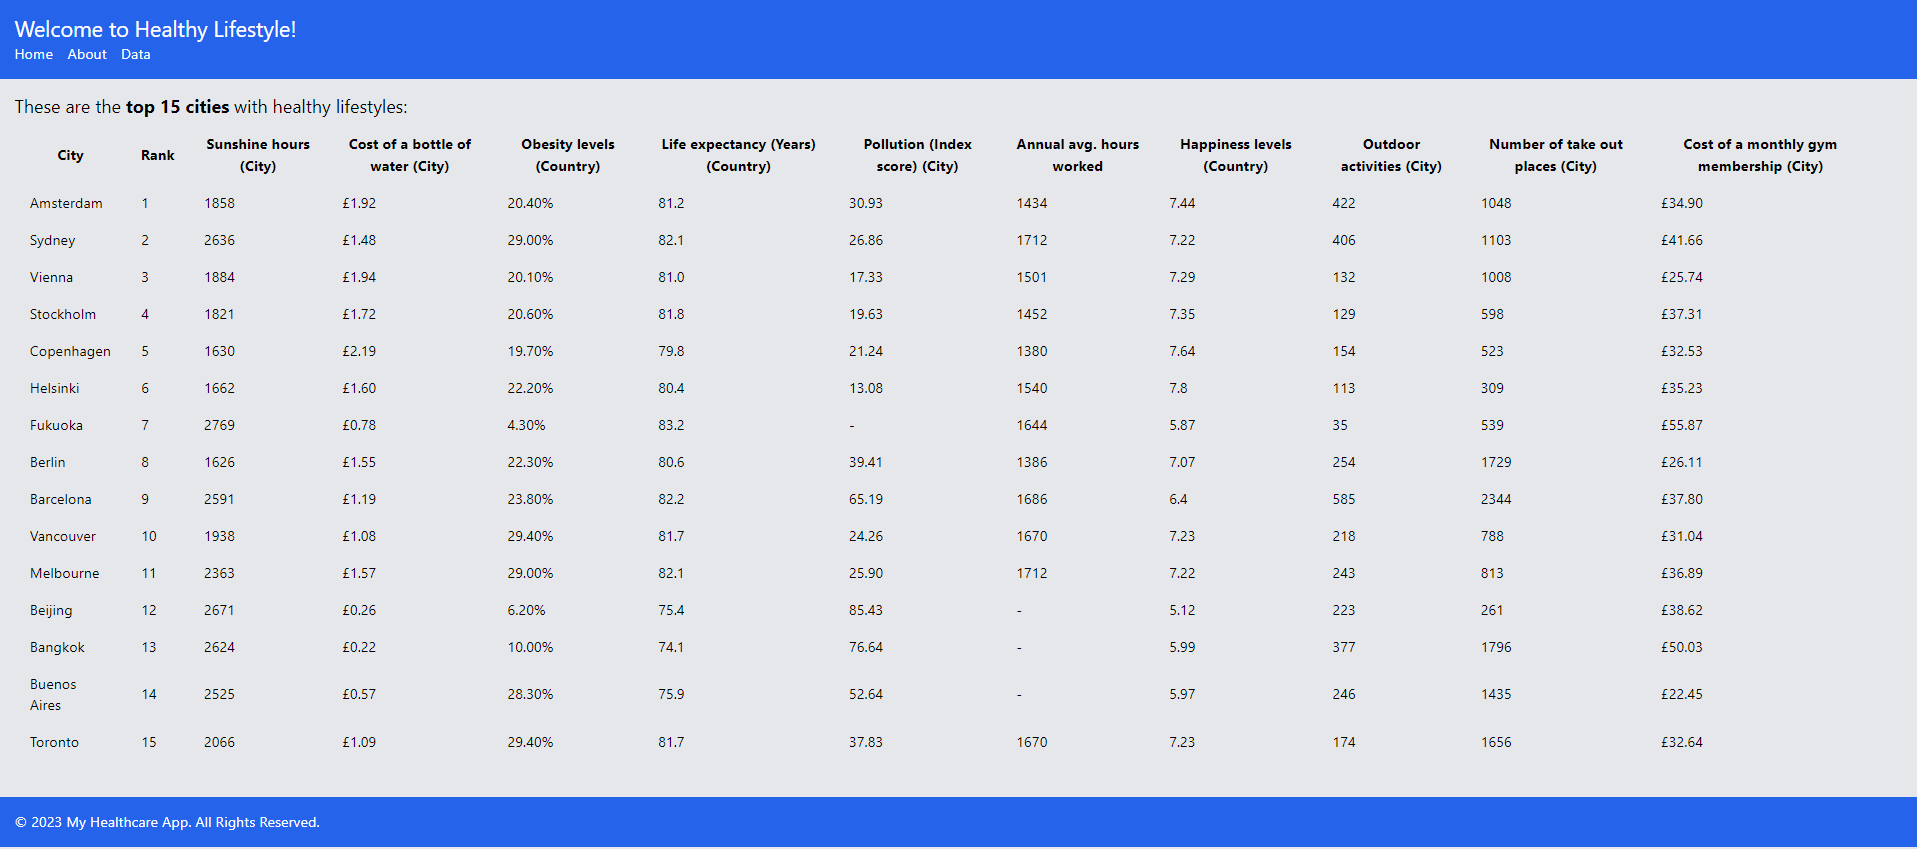 Welcome to Healthy Lifestyle!
Home About Data
These are the top 15 cities with healthy lifestyles:
City Rank Sunshine hours (City) Cost of a bottle of water (City) Obesity levels (Country) Life expectancy (Years) (Country) Pollution (Index score) (City) Annual avg. hours worked Happiness levels (Country) Outdoor activities (City) Number of take out places (City) Cost of a monthly gym membership (City)
Amsterdam 1 1858 £1.92 20.40% 81.2 30.93 1434 7.44 422 1048 £34.90
Sydney 2 2636 £1.48 29.00% 82.1 26.86 1712 7.22 406 1103 £41.66
Vienna 3 1884 £1.94 20.10% 81.0 17.33 1501 7.29 132 1008 £25.74
Stockholm 4 1821 £1.72 20.60% 81.8 19.63 1452 7.35 129 598 £37.31
Copenhagen 5 1630 £2.19 19.70% 79.8 21.24 1380 7.64 154 523 £32.53
Helsinki 6 1662 £1.60 22.20% 80.4 13.08 1540 7.8 113 309 £35.23
Fukuoka 7 2769 £0.78 4.30% 83.2 - 1644 5.87 35 539 £55.87
Berlin 8 1626 £1.55 22.30% 80.6 39.41 1386 7.07 254 1729 £26.11
Barcelona 9 2591 £1.19 23.80% 82.2 65.19 1686 6.4 585 2344 £37.80
Vancouver 10 1938 £1.08 29.40% 81.7 24.26 1670 7.23 218 788 £31.04
Melbourne 11 2363 £1.57 29.00% 82.1 25.90 1712 7.22 243 813 £36.89
Beijing 12 2671 £0.26 6.20% 75.4 85.43 - 5.12 223 261 £38.62
Bangkok 13 2624 £0.22 10.00% 74.1 76.64 - 5.99 377 1796 £50.03
Buenos Aires 14 2525 £0.57 28.30% 75.9 52.64 - 5.97 246 1435 £22.45
Toronto 15 2066 £1.09 29.40% 81.7 37.83 1670 7.23 174 1656 £32.64
© 2023 My Healthcare App. All Rights Reserved.